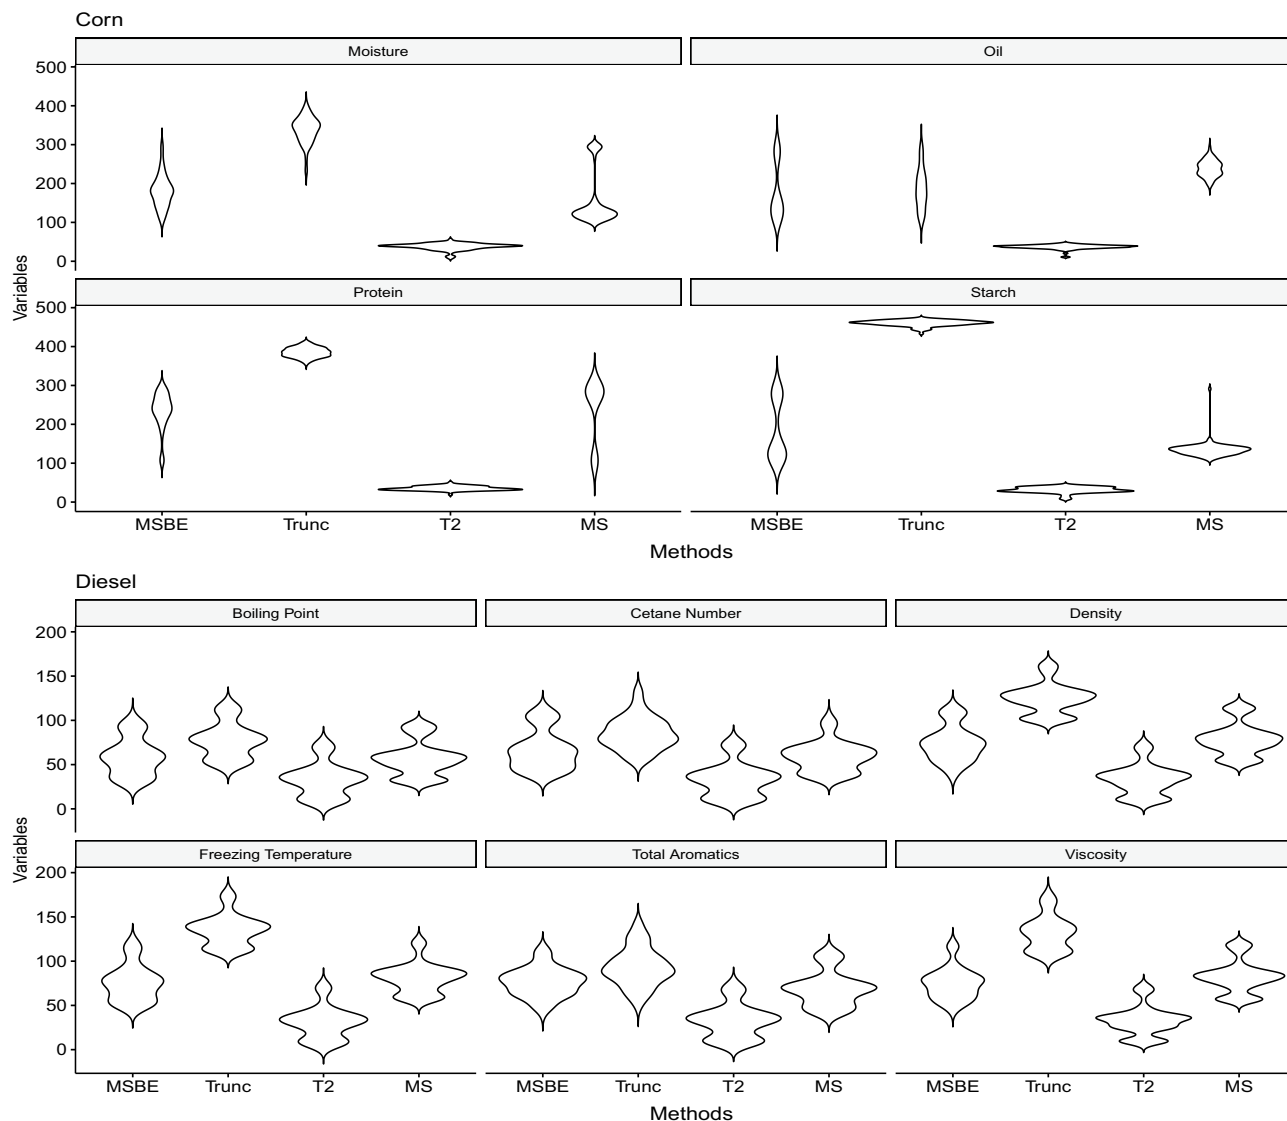 Corn
Moisture Oil
500
400
300
200
100
0
Protein Starch
500
400
300
200
100
0
Variables
MSBE Trunc T2 MS MSBE Trunc T2 MS
Methods
Diesel
Boiling Point Cetane Number Density
200
150
100
50
0
Freezing Temperature Total Aromatics Viscosity
200
150
100
50
0
Variables
MSBE Trunc T2 MS MSBE Trunc T2 MS MSBE Trunc T2 MS
Methods